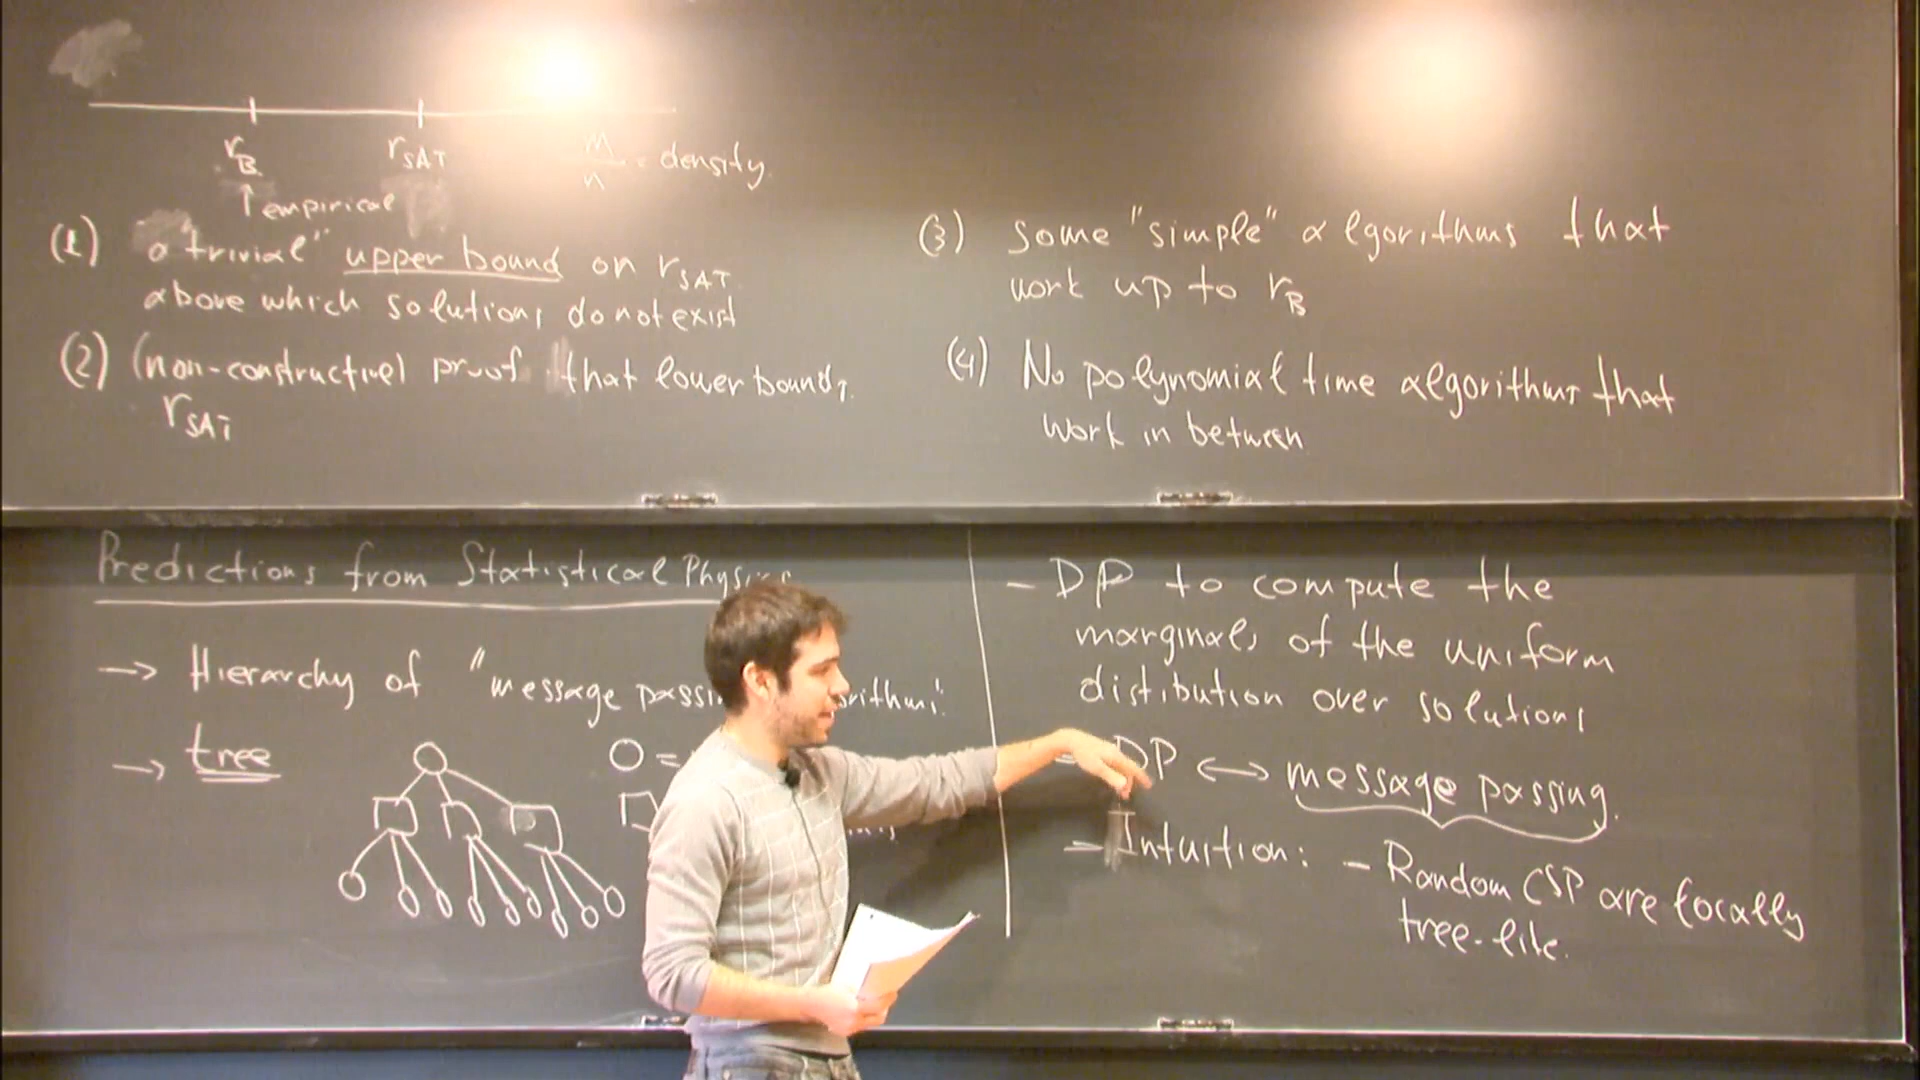 r_B
r_SAT
m/n = density
↑ empirical
(1) a "trivial" upper bound on r_SAT
above which solutions do not exist
(2) (non-constructive) proof that lower bounds
r_SAT
(3) some "simple" algorithms that
work up to r_B
(4) No polynomial time algorithms that
work in between
Predictions from Statistical Physics
→ Hierarchy of "message passi
→ tree
O =
- DP to compute the
marginals of the uniform
distibution over solutions
- DP ↔ message passing.
- Intuition: - Random CSP are locally
tree-like.